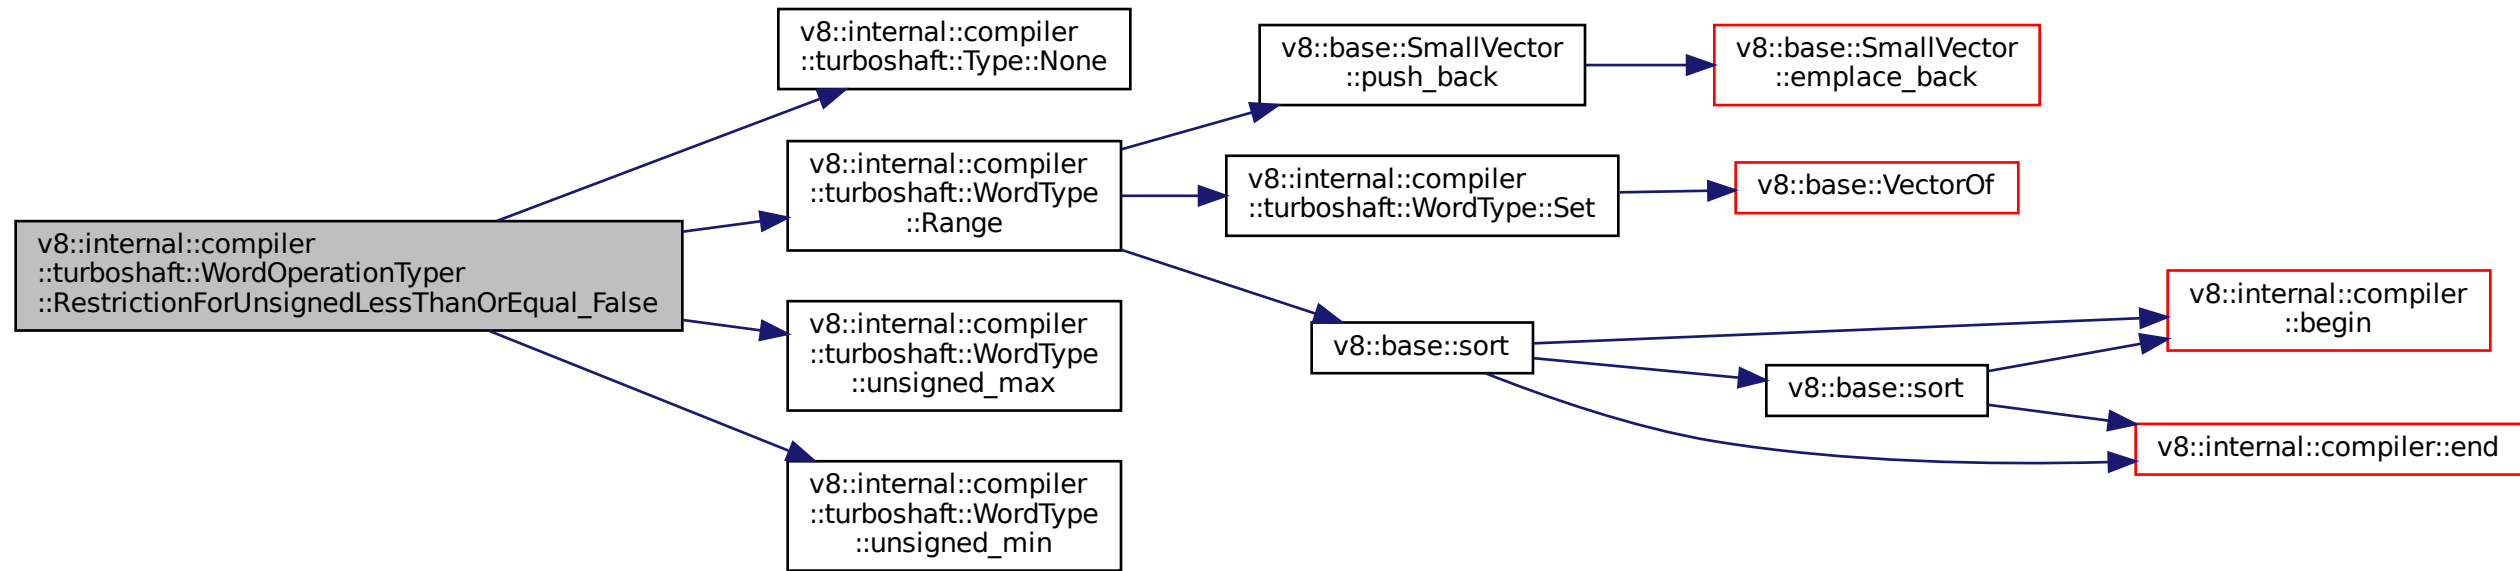 v8::internal::compiler
::turboshaft::WordOperationTyper
::RestrictionForUnsignedLessThanOrEqual_False
v8::internal::compiler
::turboshaft::Type::None
v8::internal::compiler
::turboshaft::WordType
::Range
v8::internal::compiler
::turboshaft::WordType
::unsigned_max
v8::internal::compiler
::turboshaft::WordType
::unsigned_min
v8::base::SmallVector
::push_back
v8::internal::compiler
::turboshaft::WordType::Set
v8::base::sort
v8::base::SmallVector
::emplace_back
v8::base::VectorOf
v8::base::sort
v8::internal::compiler
::begin
v8::internal::compiler::end